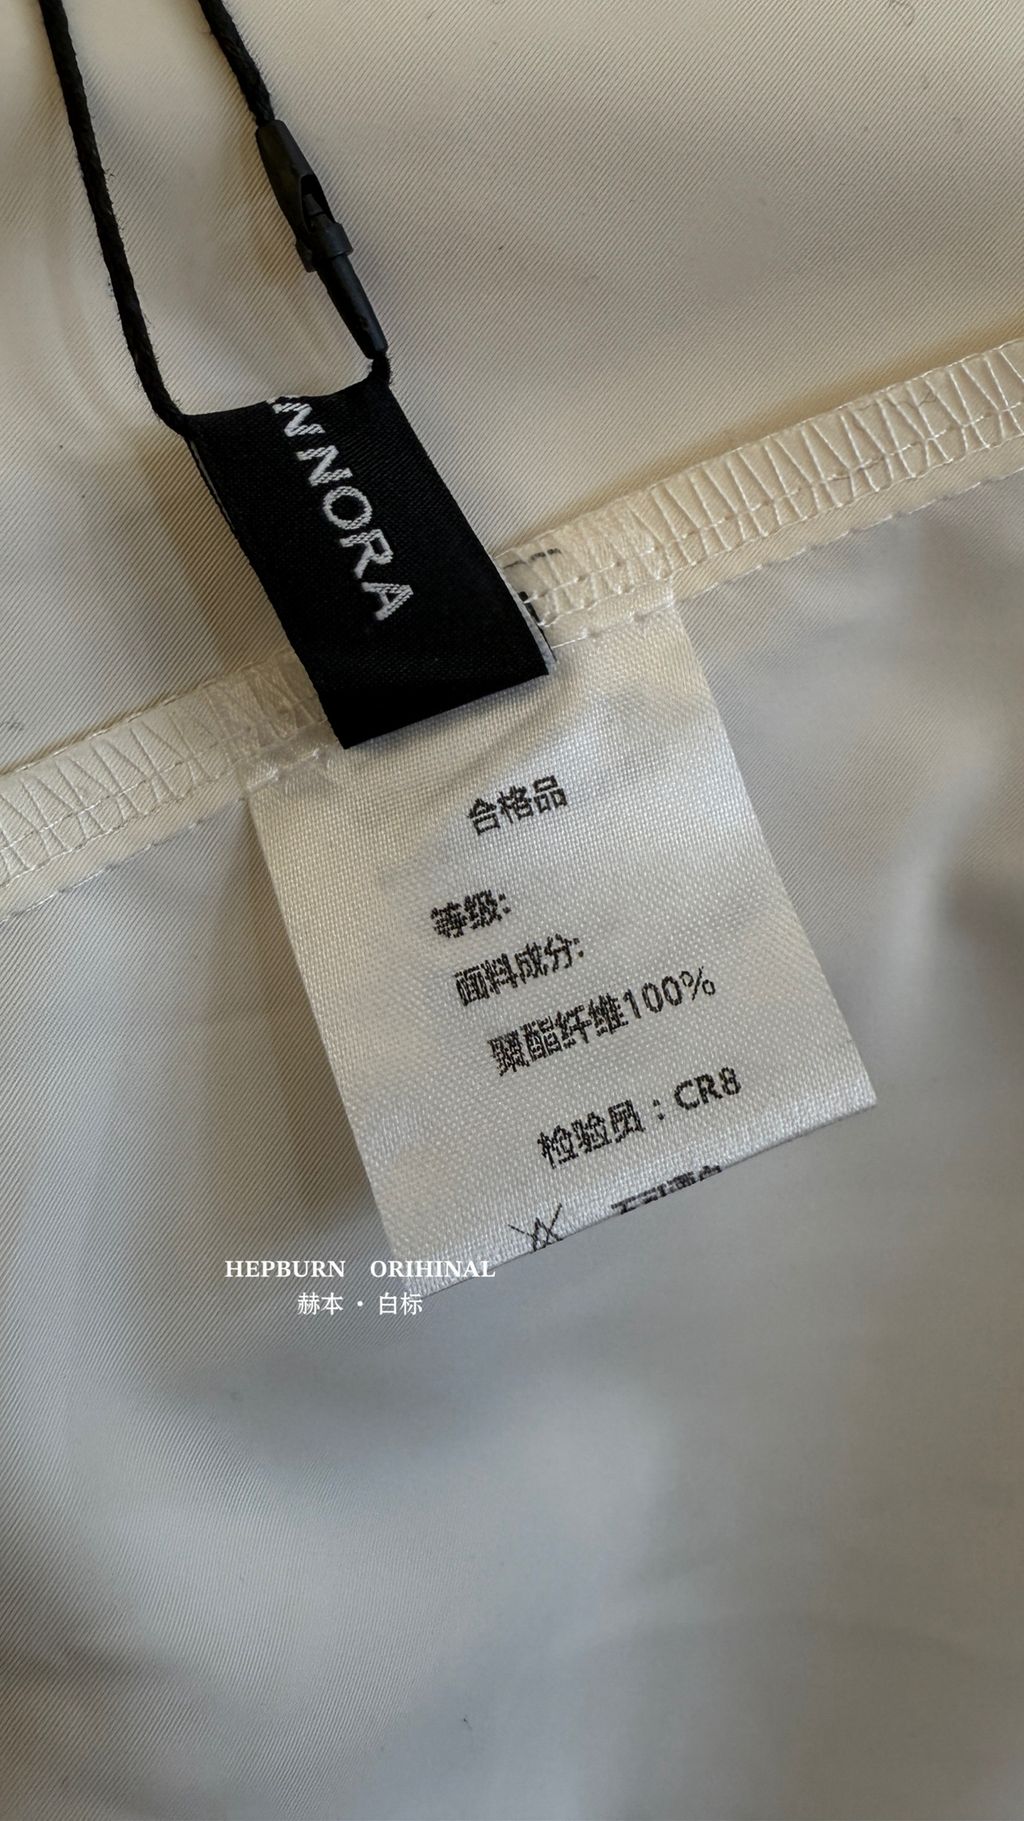 NNORA
合格品
等级:
面料成分:
聚酯纤维100%
检验员：CR8
HEPBURN ORIHINAL
赫本·白标